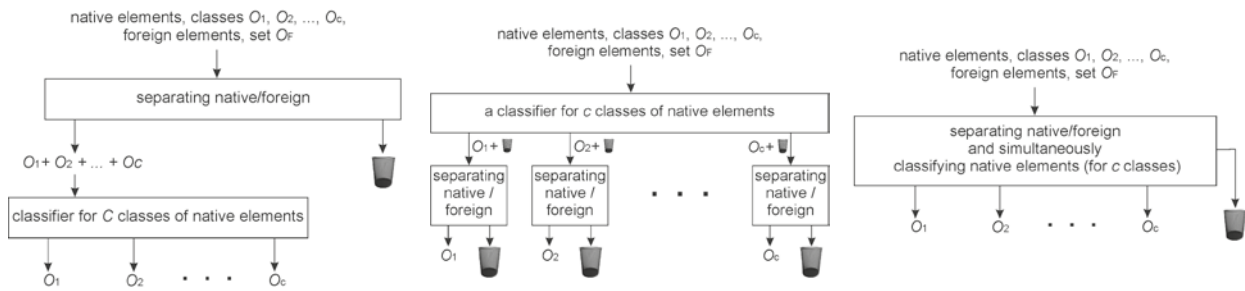 native elements, classes O1, O2, ..., Oc,
foreign elements, set OF
separating native/foreign
O1 + O2 + ... + Oc
classifier for C classes of native elements
O1 O2 . . . Oc
native elements, classes O1, O2, ..., Oc,
foreign elements, set OF
a classifier for c classes of native elements
O1 + O2 + Oc +
separating
native /
foreign
separating
native /
foreign
. . .
separating
native /
foreign
O1 O2 Oc
native elements, classes O1, O2, ..., Oc,
foreign elements, set OF
separating native/foreign
and simultaneously
classifying native elements (for c classes)
O1 O2 . . . Oc